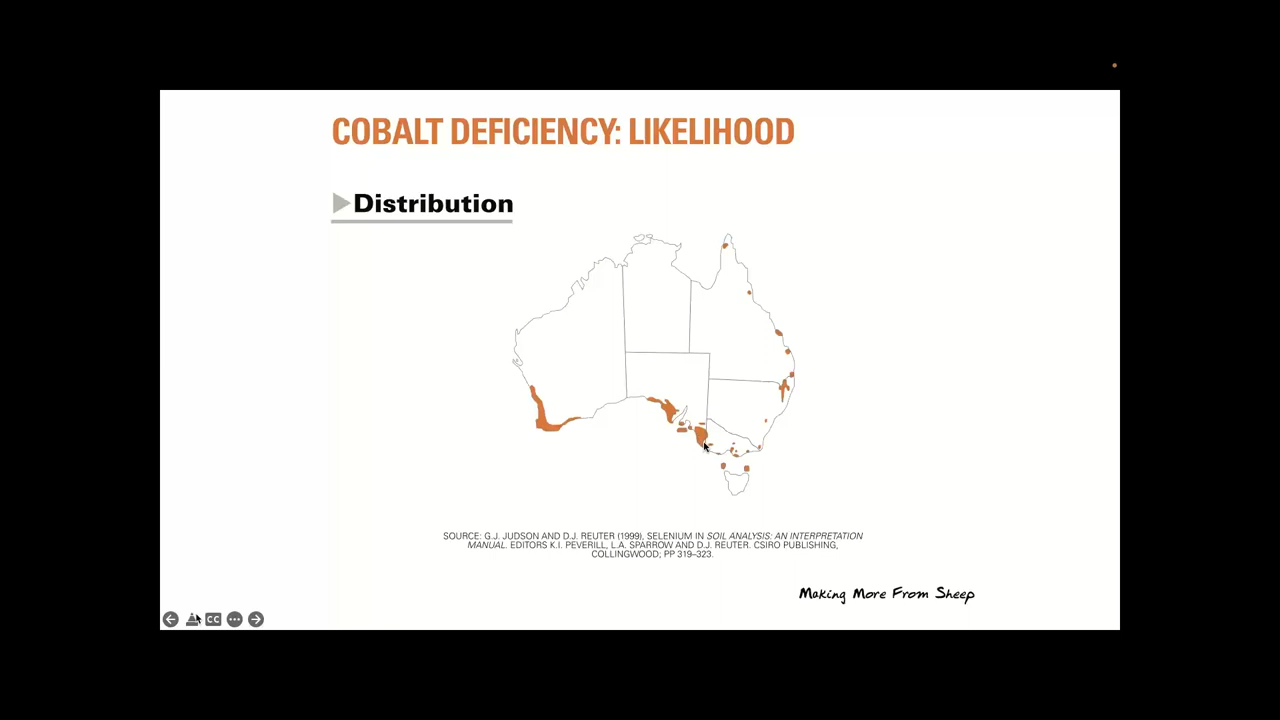 COBALT DEFICIENCY: LIKELIHOOD
Distribution
SOURCE: G.J. JUDSON AND D.J. REUTER (1999), SELENIUM IN SOIL ANALYSIS: AN INTERPRETATION
MANUAL. EDITORS K.I. PEVERILL, L.A. SPARROW AND D.J. REUTER. CSIRO PUBLISHING,
COLLINGWOOD; PP 319–323.
Making More From Sheep
CC